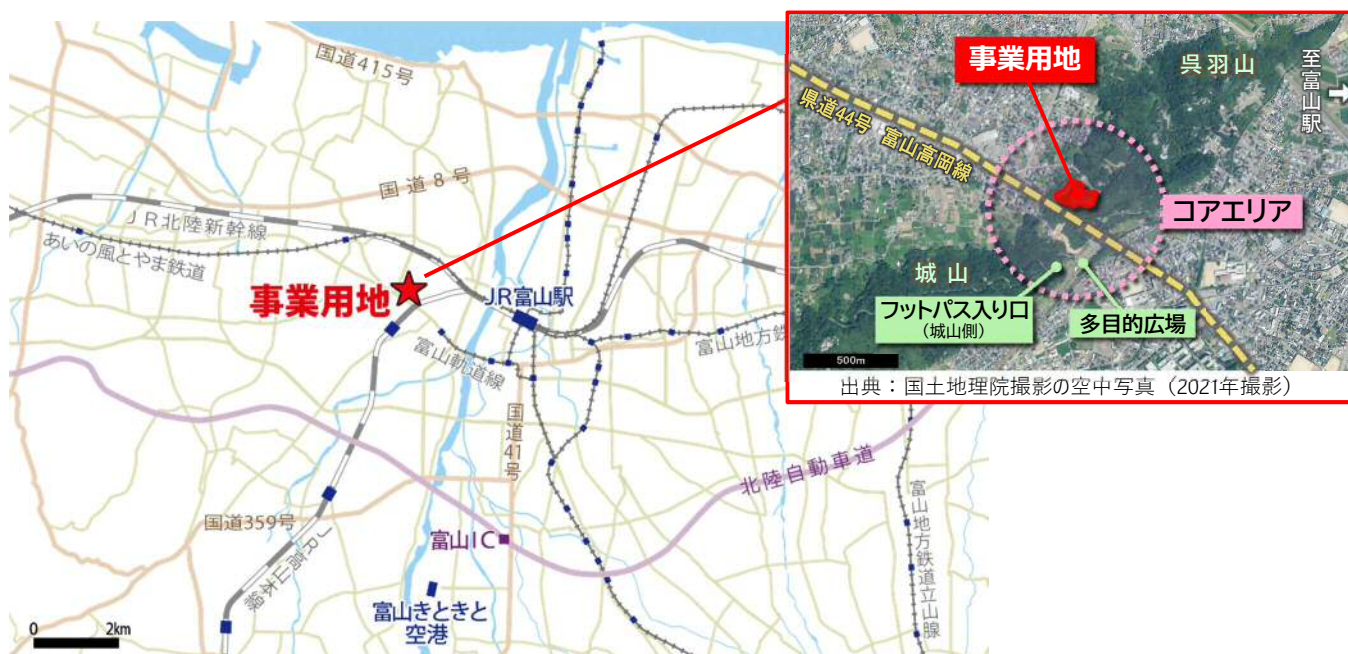 国道415号
国道8号
JR北陸新幹線
あいの風とやま鉄道
事業用地
JR富山駅
富山軌道線
富山地方鉄
国道41号
北陸自動車道
国道359号
JR高山本線
富山IC
富山きときと
空港
富山地方鉄道立山線
0 2km
事業用地
呉羽山
至富山駅
県道44号 富山高岡線
コアエリア
城山
フットパス入り口
(城山側)
多目的広場
500m
出典：国土地理院撮影の空中写真（2021年撮影）